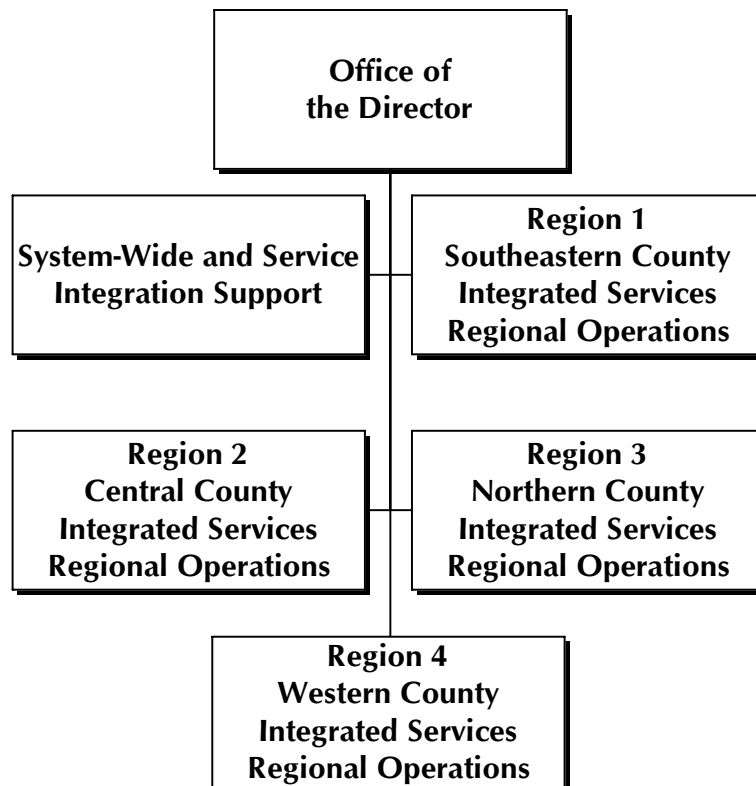 Office of
the Director
System-Wide and Service
Integration Support
Region 1
Southeastern County
Integrated Services
Regional Operations
Region 2
Central County
Integrated Services
Regional Operations
Region 3
Northern County
Integrated Services
Regional Operations
Region 4
Western County
Integrated Services
Regional Operations